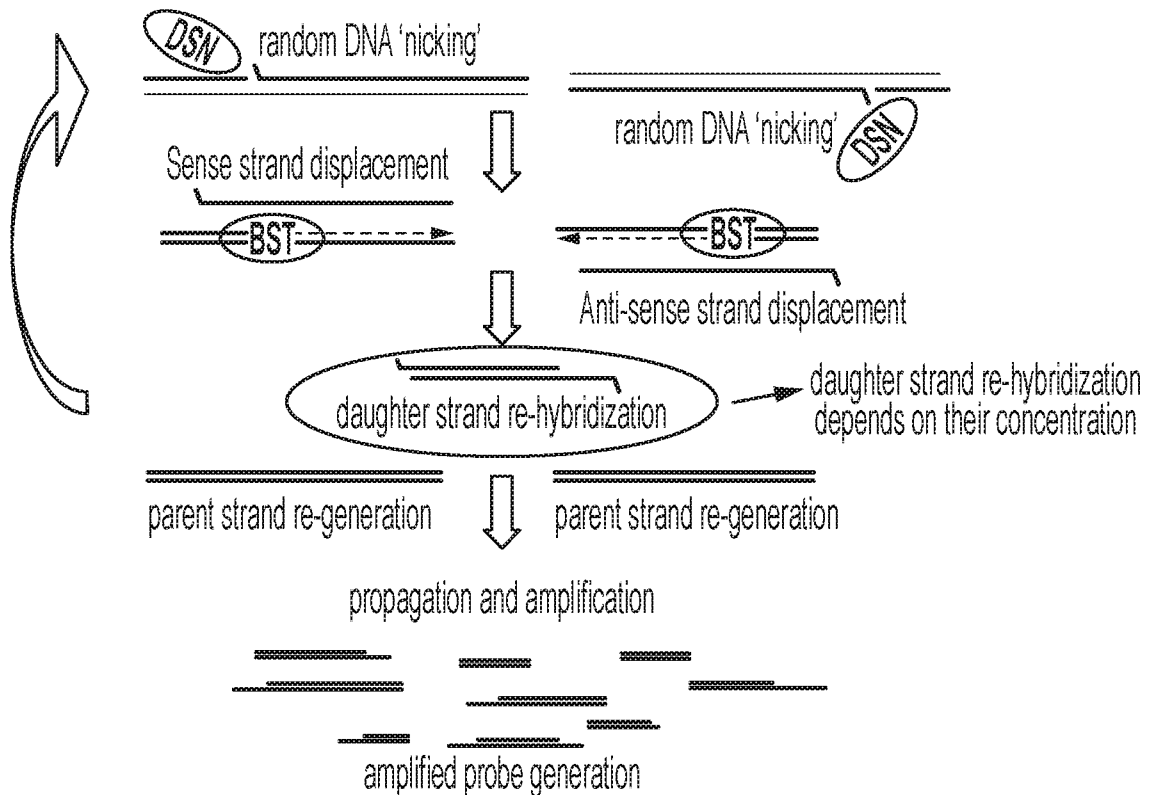 DSN
random DNA 'nicking'
random DNA 'nicking'
DSN
Sense strand displacement
BST
BST
Anti-sense strand displacement
daughter strand re-hybridization
daughter strand re-hybridization
depends on their concentration
parent strand re-generation
parent strand re-generation
propagation and amplification
amplified probe generation